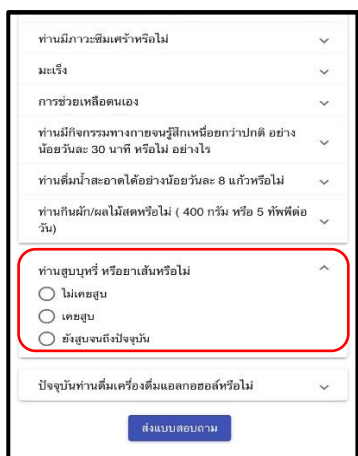 ท่านมีภาวะซึมเศร้าหรือไม่
มะเร็ง
การช่วยเหลือตนเอง
ท่านมีกิจกรรมทางกายจนรู้สึกเหนื่อยกว่าปกติ อย่าง
น้อยวันละ 30 นาที หรือไม่ อย่างไร
ท่านดื่มน้ำสะอาดได้อย่างน้อยวันละ 8 แก้วหรือไม่
ท่านกินผัก/ผลไม้สดหรือไม่ ( 400 กรัม หรือ 5 ทัพพีต่อ
วัน)
ท่านสูบบุหรี่ หรือยาเส้นหรือไม่
ไม่เคยสูบ
เคยสูบ
ยังสูบจนถึงปัจจุบัน
ปัจจุบันท่านดื่มเครื่องดื่มแอลกอฮอล์หรือไม่
ส่งแบบสอบถาม